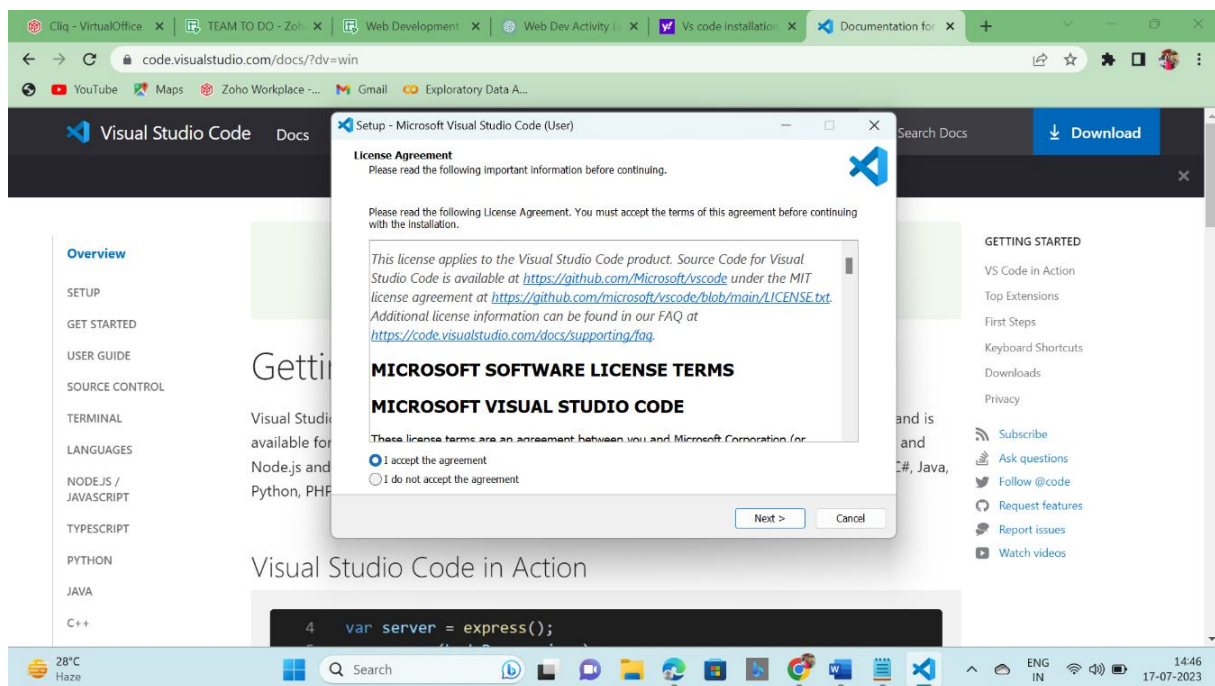 Cliq - VirtualOffice
TEAM TO DO - Zoh
Web Development
Web Dev Activity Lo
Vs code installation
Documentation for
code.visualstudio.com/docs/?dv=win
YouTube Maps Zoho Workplace -... Gmail Exploratory Data A...
Visual Studio Code Docs
Search Docs
Download
Setup - Microsoft Visual Studio Code (User)
License Agreement
Please read the following important information before continuing.
Please read the following License Agreement. You must accept the terms of this agreement before continuing
with the installation.
This license applies to the Visual Studio Code product. Source Code for Visual
Studio Code is available at https://github.com/Microsoft/vscode under the MIT
license agreement at https://github.com/microsoft/vscode/blob/main/LICENSE.txt.
Additional license information can be found in our FAQ at
https://code.visualstudio.com/docs/supporting/faq.
MICROSOFT SOFTWARE LICENSE TERMS
MICROSOFT VISUAL STUDIO CODE
These license terms are an agreement between you and Microsoft Corporation (or
I accept the agreement
I do not accept the agreement
Next >
Cancel
Overview
SETUP
GET STARTED
USER GUIDE
SOURCE CONTROL
TERMINAL
LANGUAGES
NODE.JS /
JAVASCRIPT
TYPESCRIPT
PYTHON
JAVA
C++
Getti
Visual Studi and is
available for and
Node.js and C#, Java,
Python, PHP
Visual Studio Code in Action
4 var server = express();
GETTING STARTED
VS Code in Action
Top Extensions
First Steps
Keyboard Shortcuts
Downloads
Privacy
Subscribe
Ask questions
Follow @code
Request features
Report issues
Watch videos
28°C
Haze
Search
ENG
IN
14:46
17-07-2023